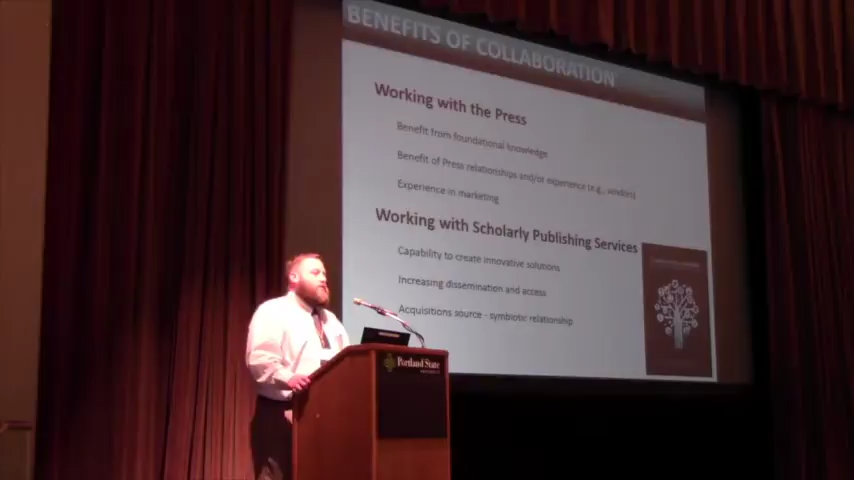 BENEFITS OF COLLABORATION
Working with the Press
Benefit from foundational knowledge
Benefit of Press relationships and/or experience (e.g., vendors)
Experience in marketing
Working with Scholarly Publishing Services
Capability to create innovative solutions
Increasing dissemination and access
Acquisitions source - symbiotic relationship
Portland State
UNIVERSITY